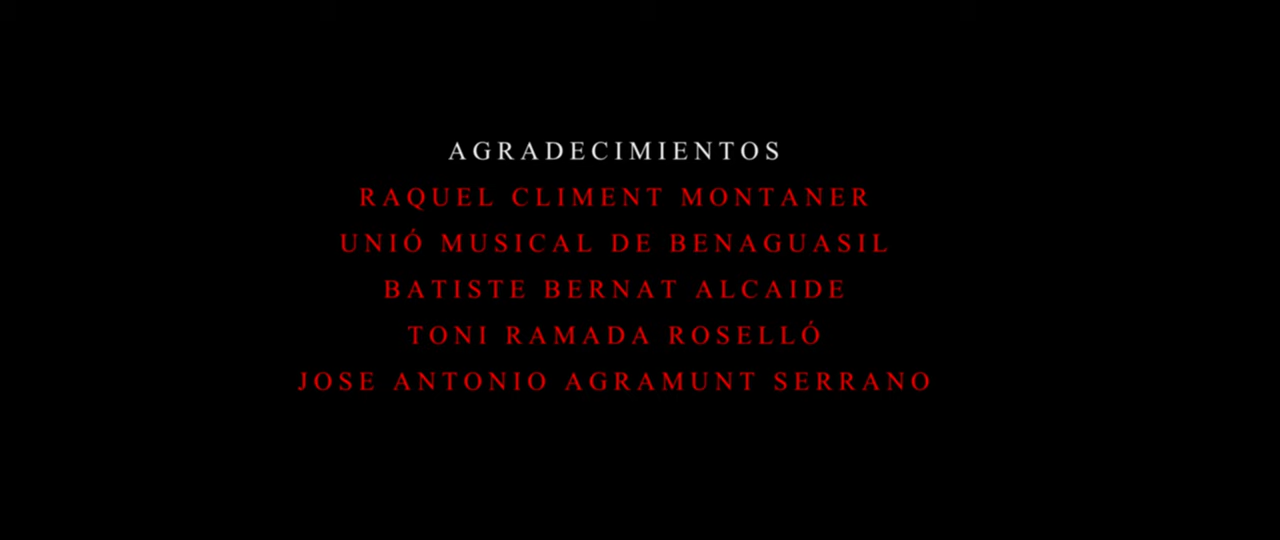 AGRADECIMIENTOS
RAQUEL CLIMENT MONTANER
UNIÓ MUSICAL DE BENAGUASIL
BATISTE BERNAT ALCAIDE
TONI RAMADA ROSELLÓ
JOSE ANTONIO AGRAMUNT SERRANO